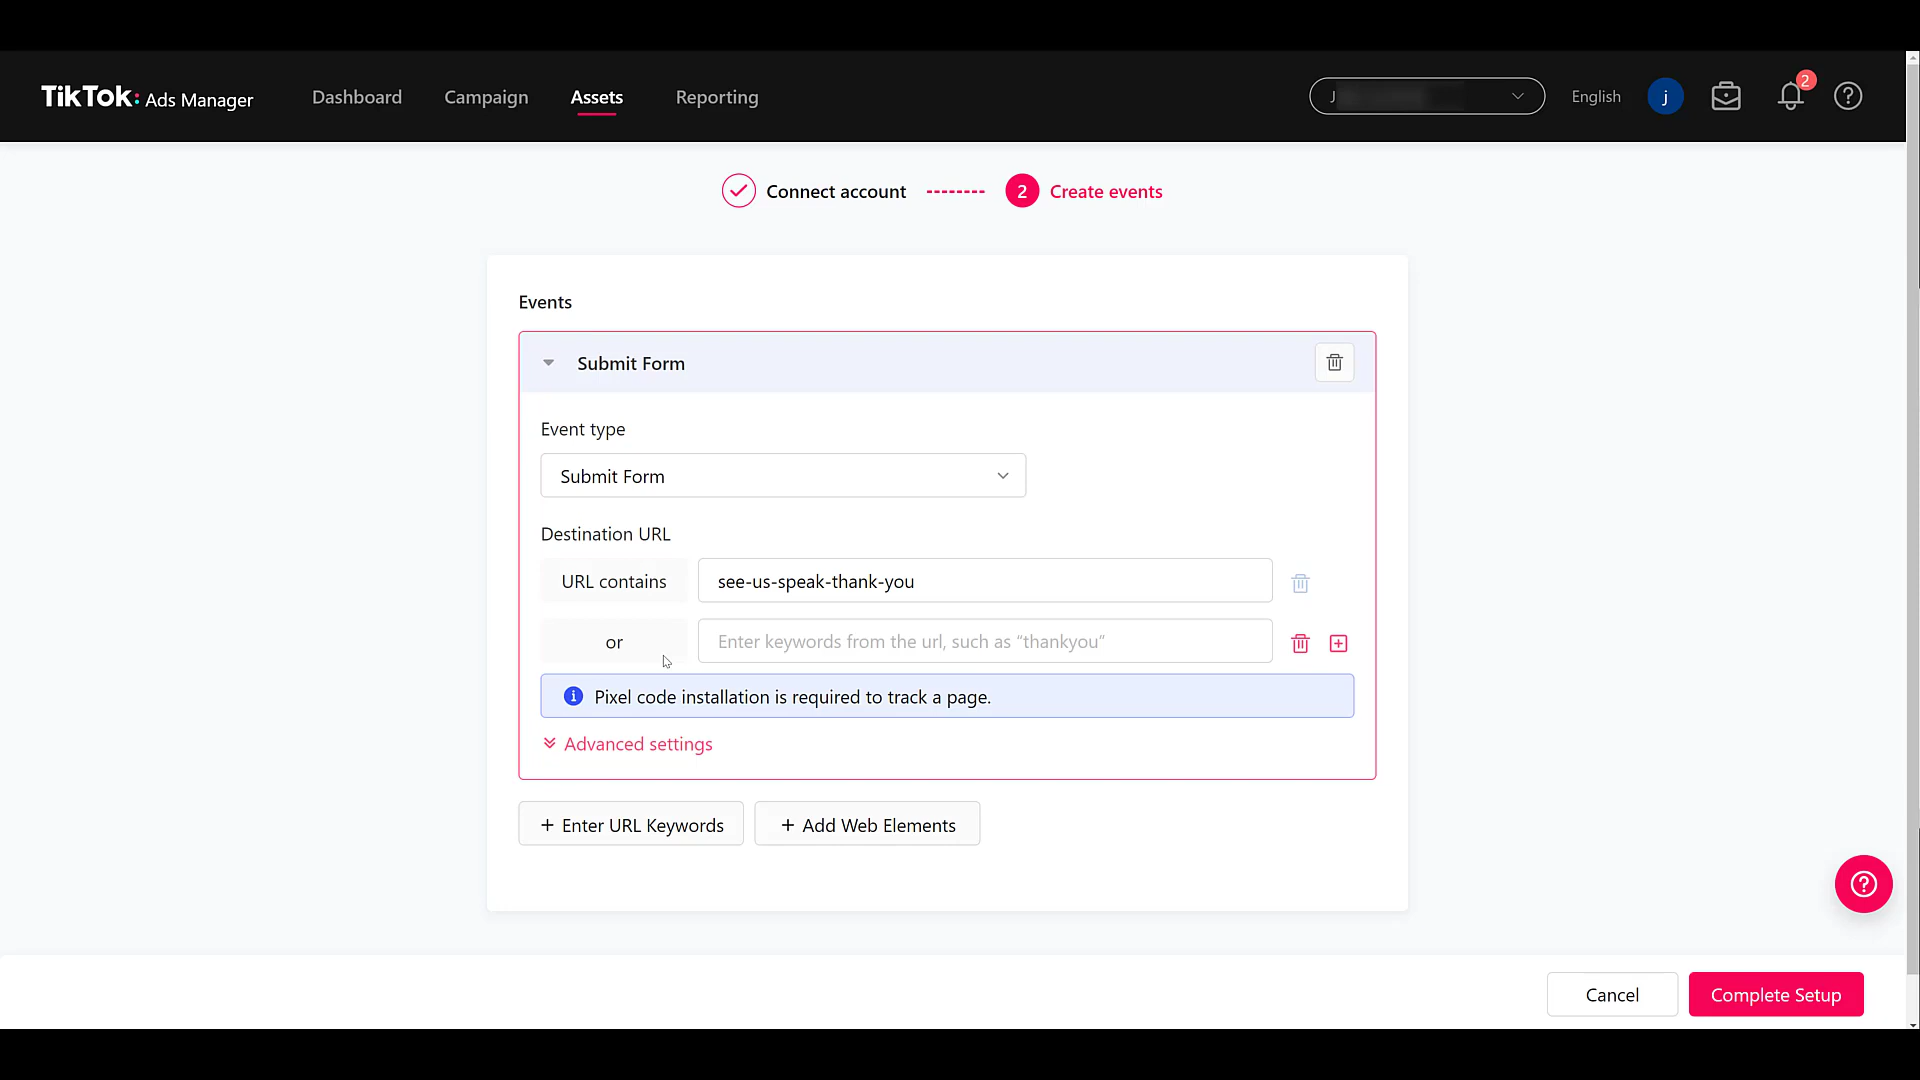 TikTok: Ads Manager Dashboard Campaign Assets Reporting J English j 2
Connect account 2 Create events
Events
Submit Form
Event type
Submit Form
Destination URL
URL contains see-us-speak-thank-you
or Enter keywords from the url, such as “thankyou“
Pixel code installation is required to track a page.
Advanced settings
+ Enter URL Keywords + Add Web Elements
Cancel Complete Setup